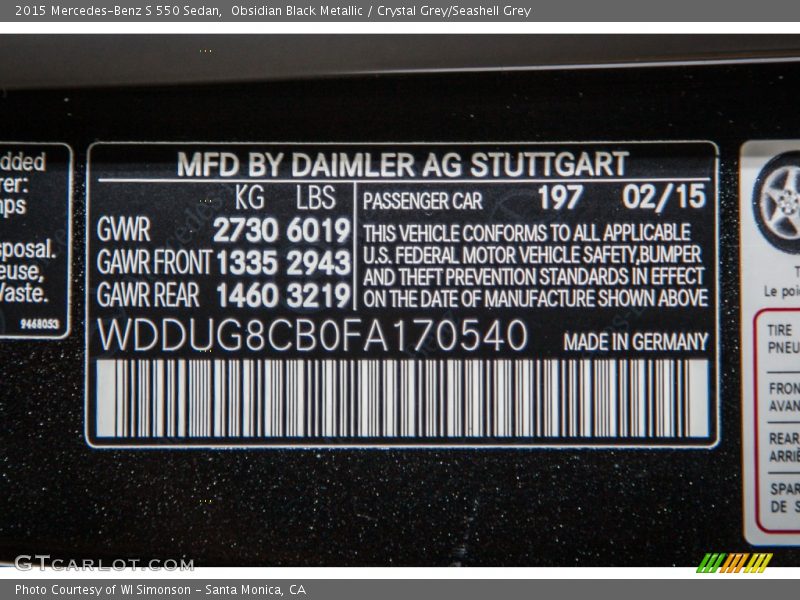 2015 Mercedes-Benz S 550 Sedan,  Obsidian Black Metallic / Crystal Grey/Seashell Grey
dded
rer:
mps
sposal.
euse,
Waste.
9468053
MFD BY DAIMLER AG STUTTGART
KG LBS
GWR 2730 6019
GAWR FRONT 1335 2943
GAWR REAR 1460 3219
PASSENGER CAR 197 02/15
THIS VEHICLE CONFORMS TO ALL APPLICABLE
U.S. FEDERAL MOTOR VEHICLE SAFETY,BUMPER
AND THEFT PREVENTION STANDARDS IN EFFECT
ON THE DATE OF MANUFACTURE SHOWN ABOVE
WDDUG8CB0FA170540 MADE IN GERMANY
T
Le poi
TIRE
PNEU
FRON
AVAN
REAR
ARRIÈ
SPAR
DE S
GTCARLOT.COM
Photo Courtesy of WI Simonson - Santa Monica, CA